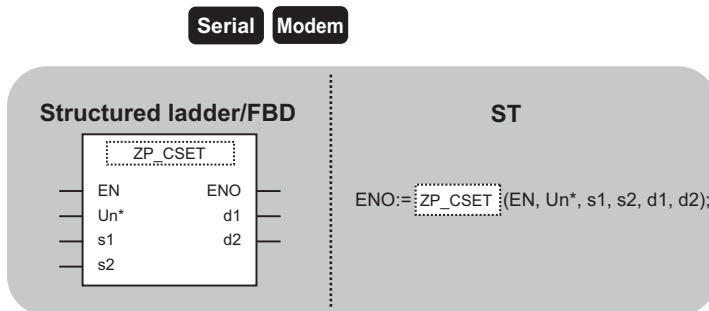 Serial Modem
Structured ladder/FBD
ZP_CSET
EN ENO
Un* d1
s1 d2
s2
ST
ENO:= ZP_CSET (EN, Un*, s1, s2, d1, d2);